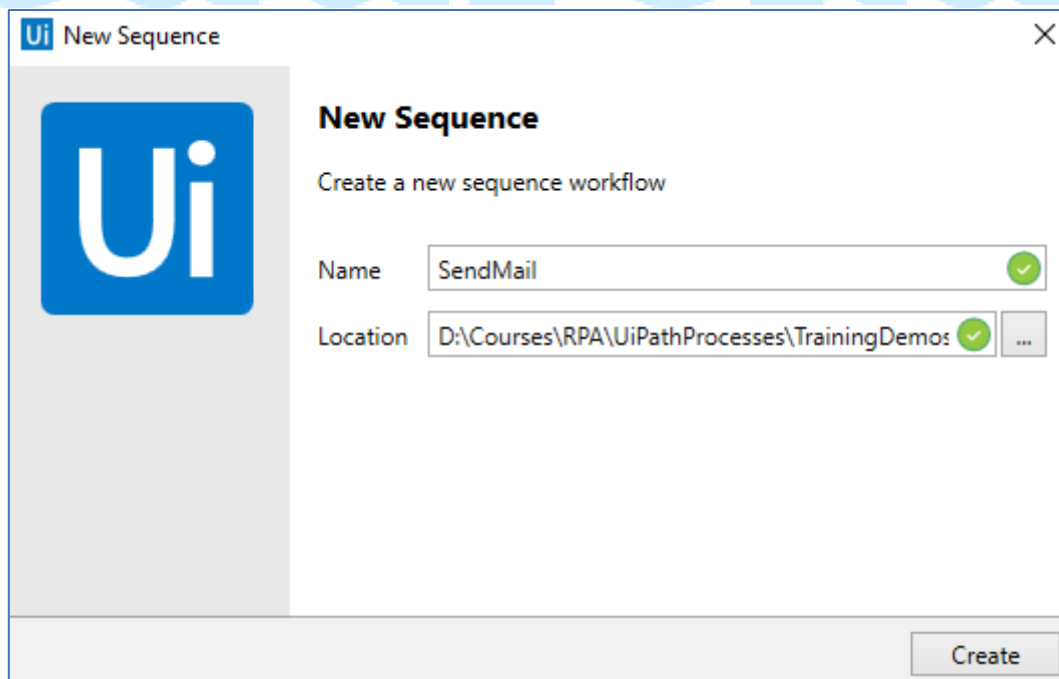 Ui New Sequence
Ui
New Sequence
Create a new sequence workflow
Name SendMail
Location D:\Courses\RPA\UiPathProcesses\TrainingDemos ...
Create